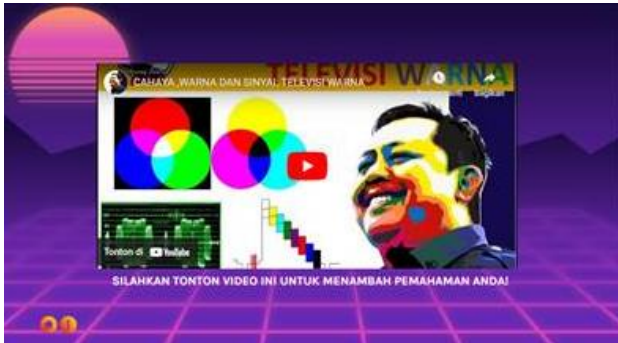 TELEVISI WARNA
CAHAYA ,WARNA DAN SINYAL TELEVISI WARNA
Tonton di YouTube
SILAHKAN TONTON VIDEO INI UNTUK MENAMBAH PEMAHAMAN ANDA!
01